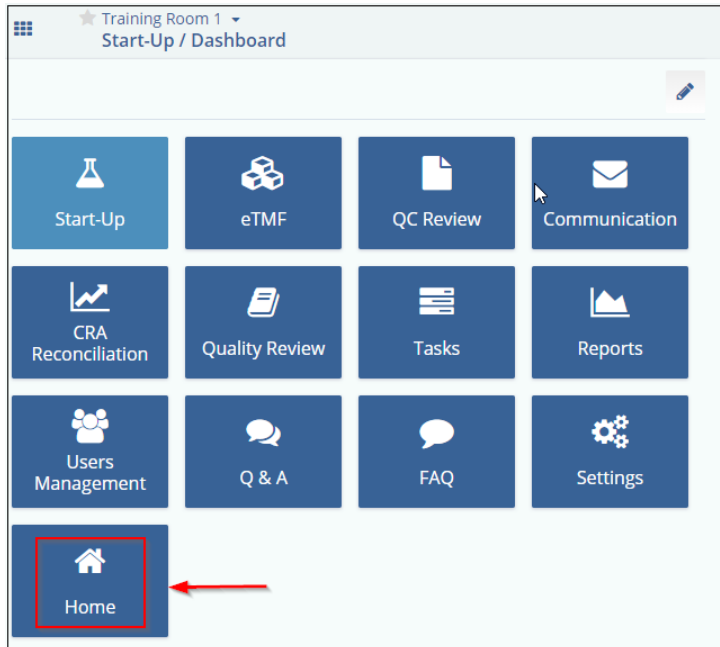 Training Room 1
Start-Up / Dashboard
Start-Up
eTMF
QC Review
Communication
CRA
Reconciliation
Quality Review
Tasks
Reports
Users
Management
Q & A
FAQ
Settings
Home